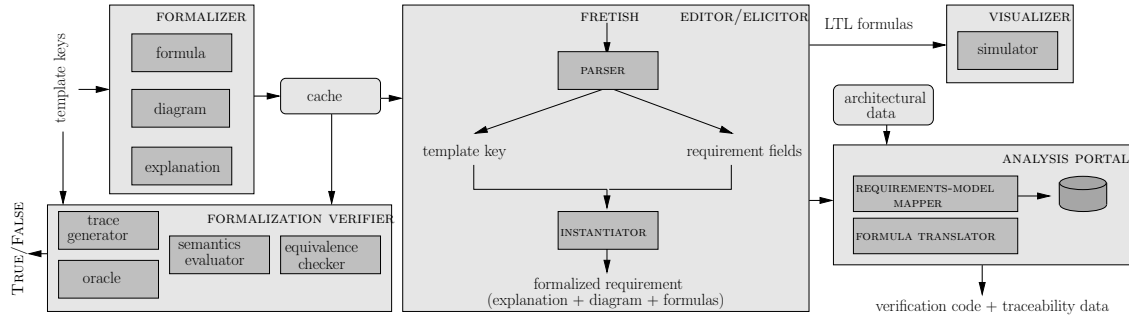 template keys
FORMALIZER
formula
diagram
explanation
cache
TRUE/FALSE
FORMALIZATION VERIFIER
trace
generator
oracle
semantics
evaluator
equivalence
checker
FRETISH
EDITOR/ELICITOR
PARSER
template key
requirement fields
INSTANTIATOR
formalized requirement
(explanation + diagram + formulas)
LTL formulas
VISUALIZER
simulator
architectural
data
ANALYSIS PORTAL
REQUIREMENTS-MODEL
MAPPER
FORMULA TRANSLATOR
verification code + traceability data